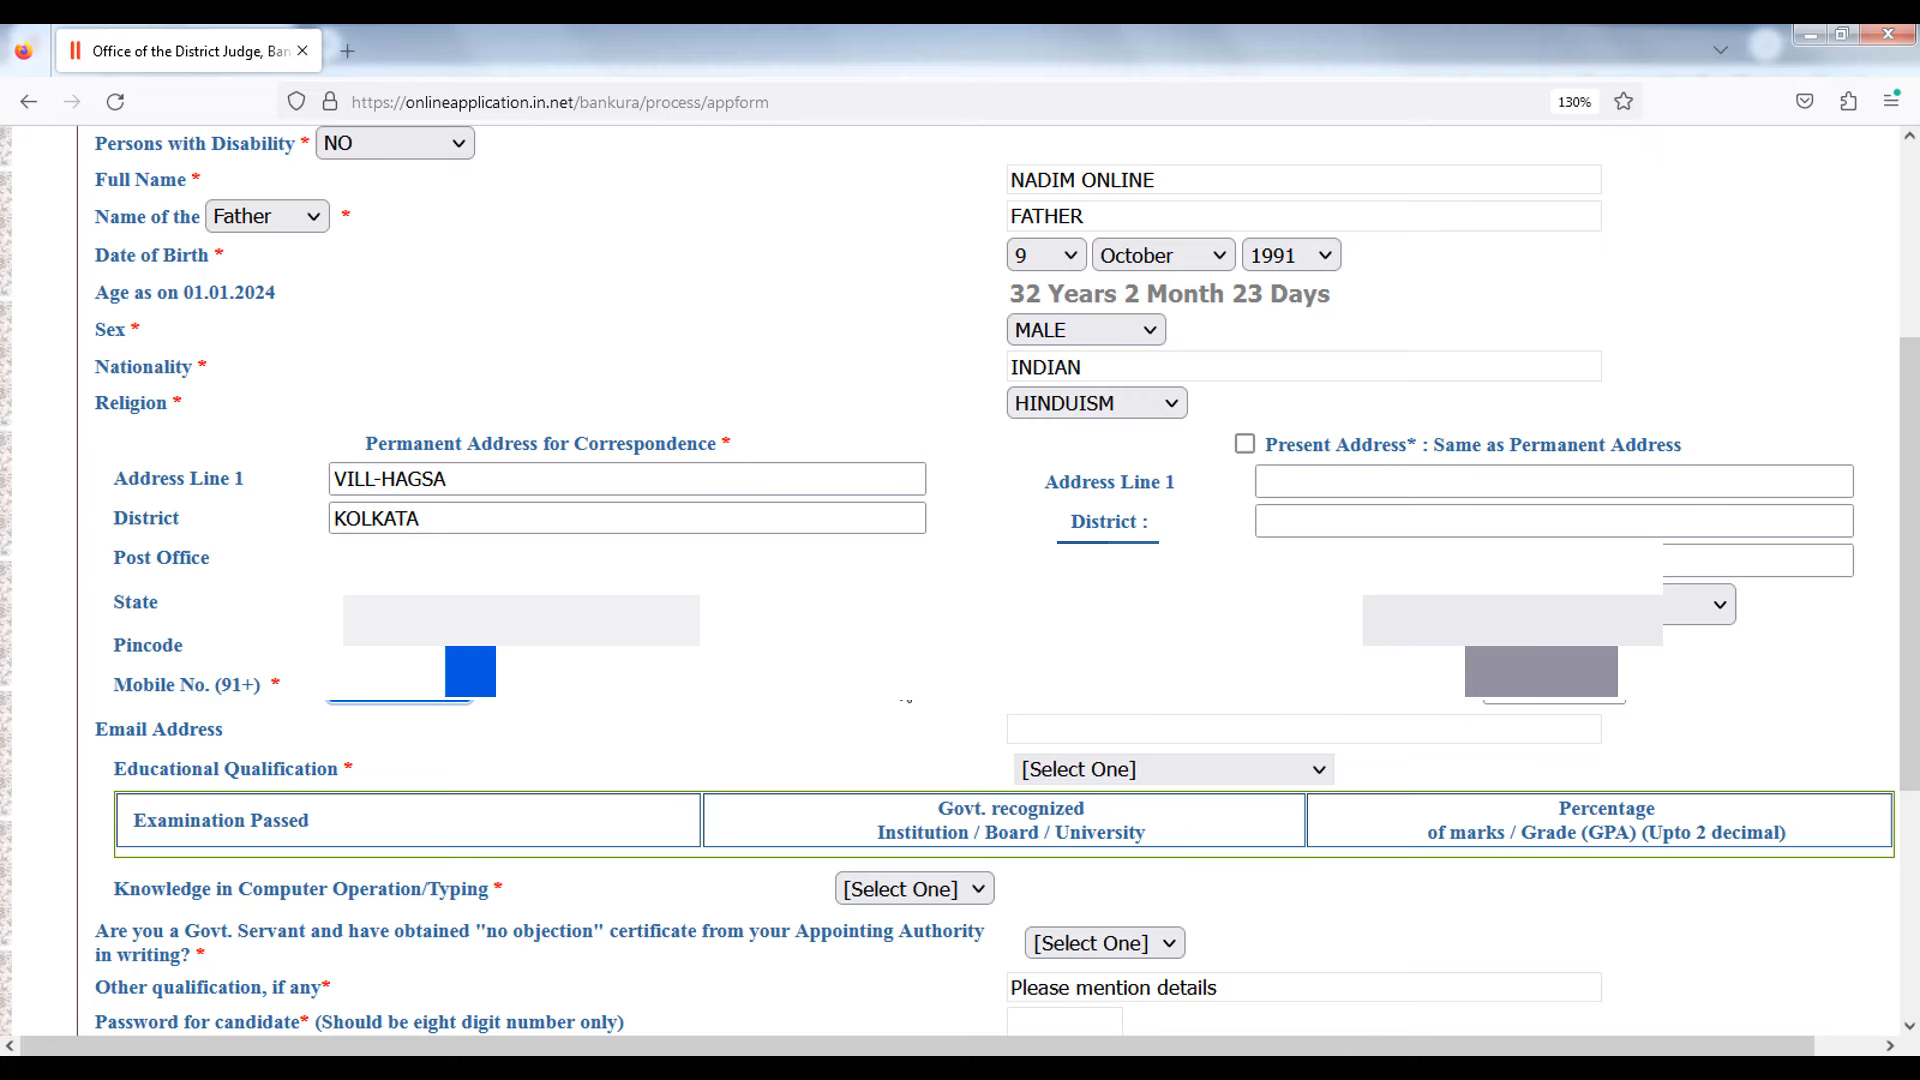 Office of the District Judge, Ban
https://onlineapplication.in.net/bankura/process/appform
130%
Persons with Disability * NO
Full Name * NADIM ONLINE
Name of the Father * FATHER
Date of Birth * 9 October 1991
Age as on 01.01.2024 32 Years 2 Month 23 Days
Sex * MALE
Nationality * INDIAN
Religion * HINDUISM
Permanent Address for Correspondence * Present Address* : Same as Permanent Address
Address Line 1 VILL-HAGSA Address Line 1
District KOLKATA District :
Post Office
State
Pincode
Mobile No. (91+) *
Email Address
Educational Qualification * [Select One]
Examination Passed
Govt. recognized
Institution / Board / University
Percentage
of marks / Grade (GPA) (Upto 2 decimal)
Knowledge in Computer Operation/Typing * [Select One]
Are you a Govt. Servant and have obtained "no objection" certificate from your Appointing Authority
in writing? * [Select One]
Other qualification, if any* Please mention details
Password for candidate* (Should be eight digit number only)